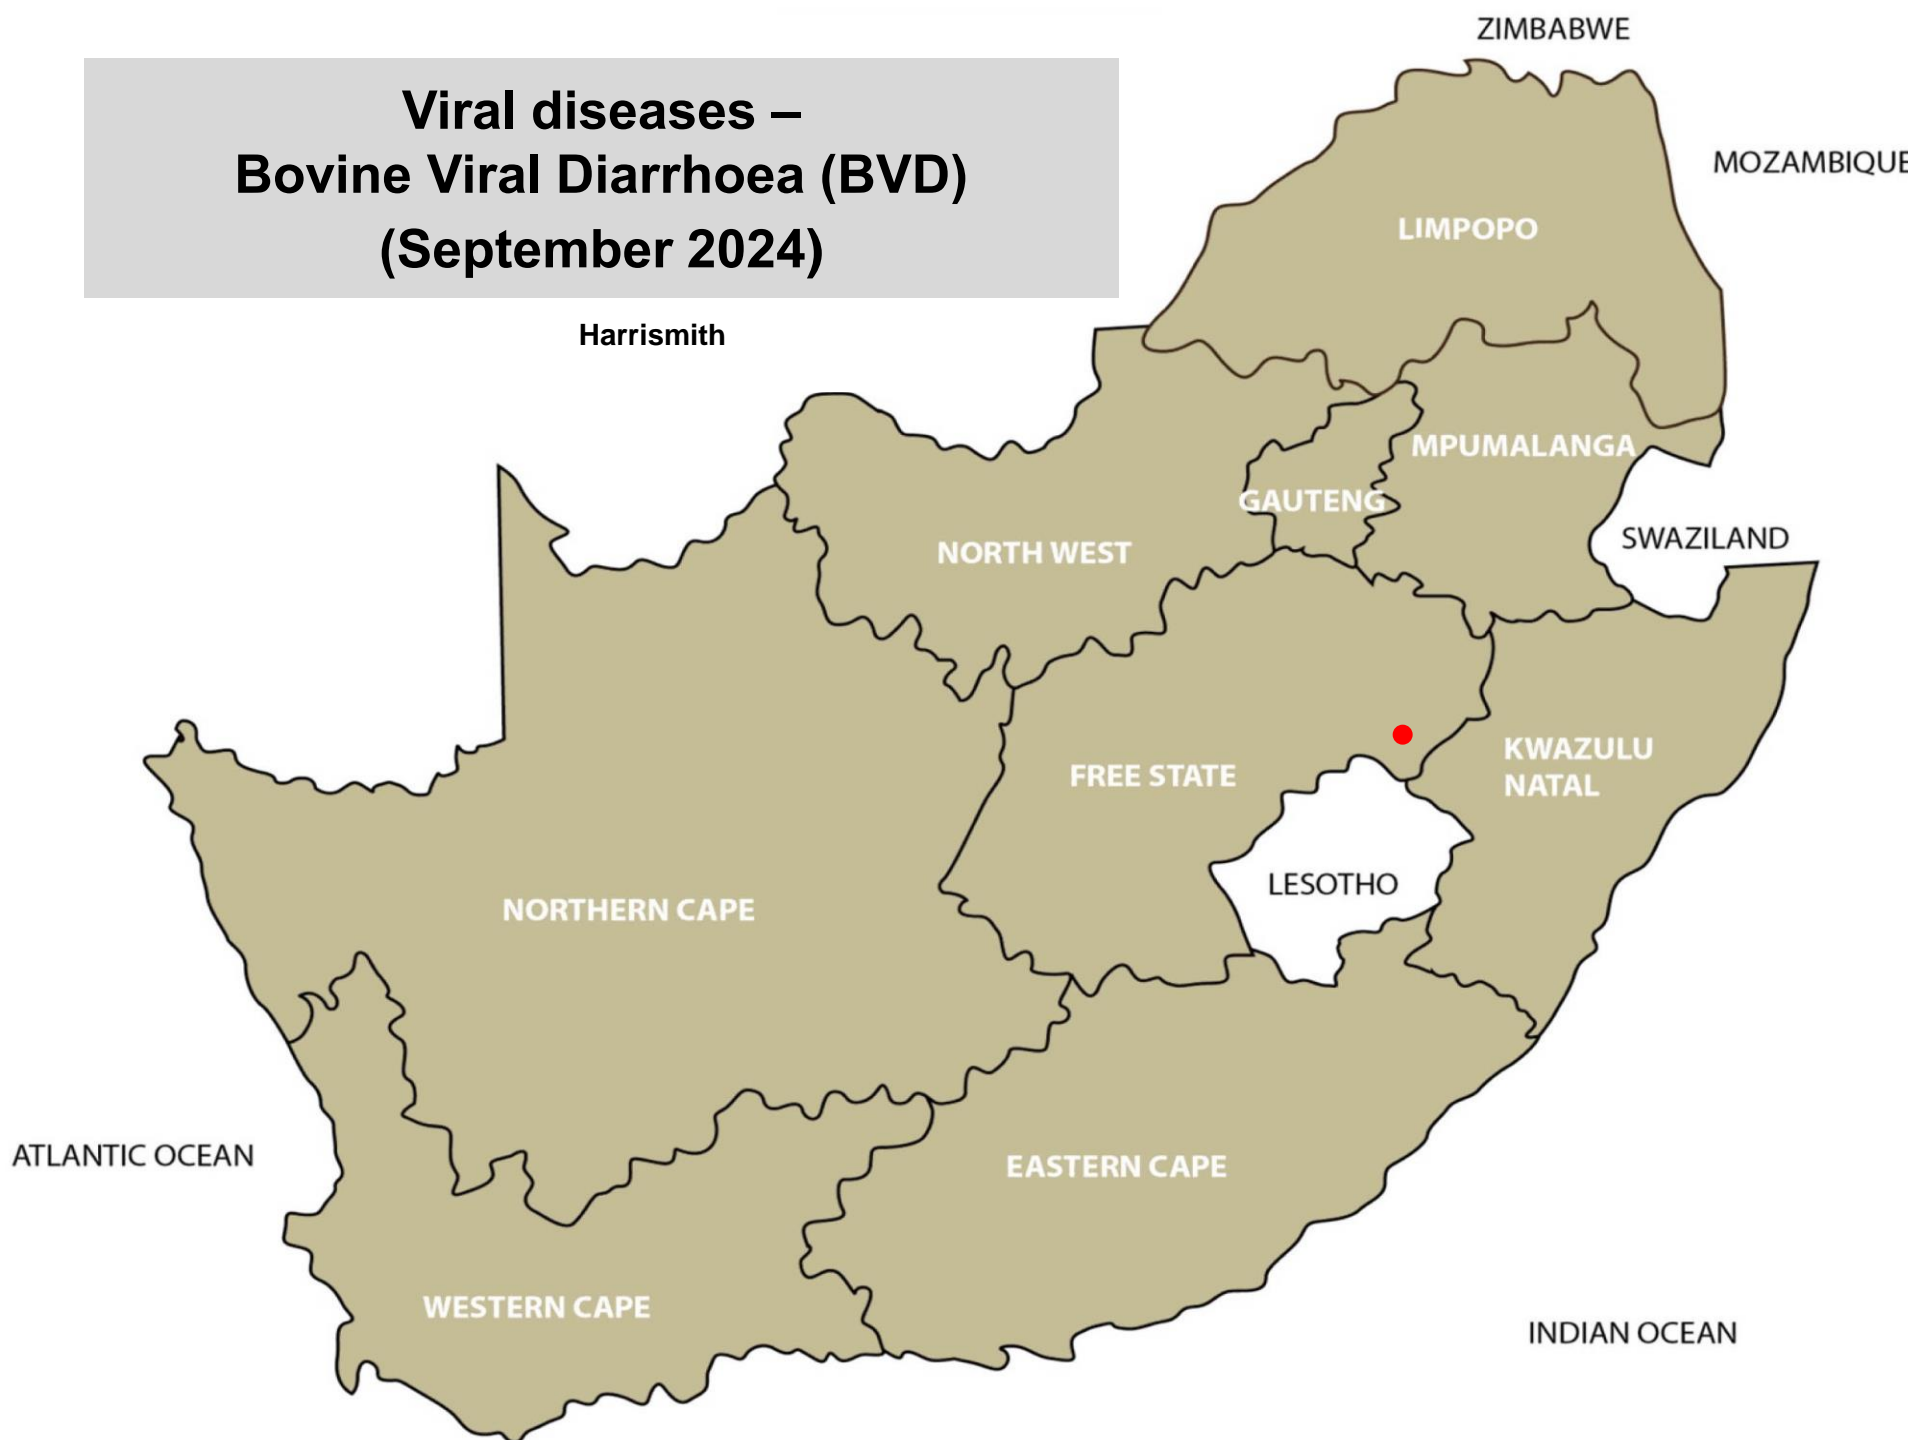 Viral diseases –
Bovine Viral Diarrhoea (BVD)
(September 2024)
Harrismith
ZIMBABWE
MOZAMBIQUE
LIMPOPO
MPUMALANGA
GAUTENG
SWAZILAND
NORTH WEST
KWAZULU
NATAL
FREE STATE
LESOTHO
NORTHERN CAPE
ATLANTIC OCEAN
EASTERN CAPE
WESTERN CAPE
INDIAN OCEAN